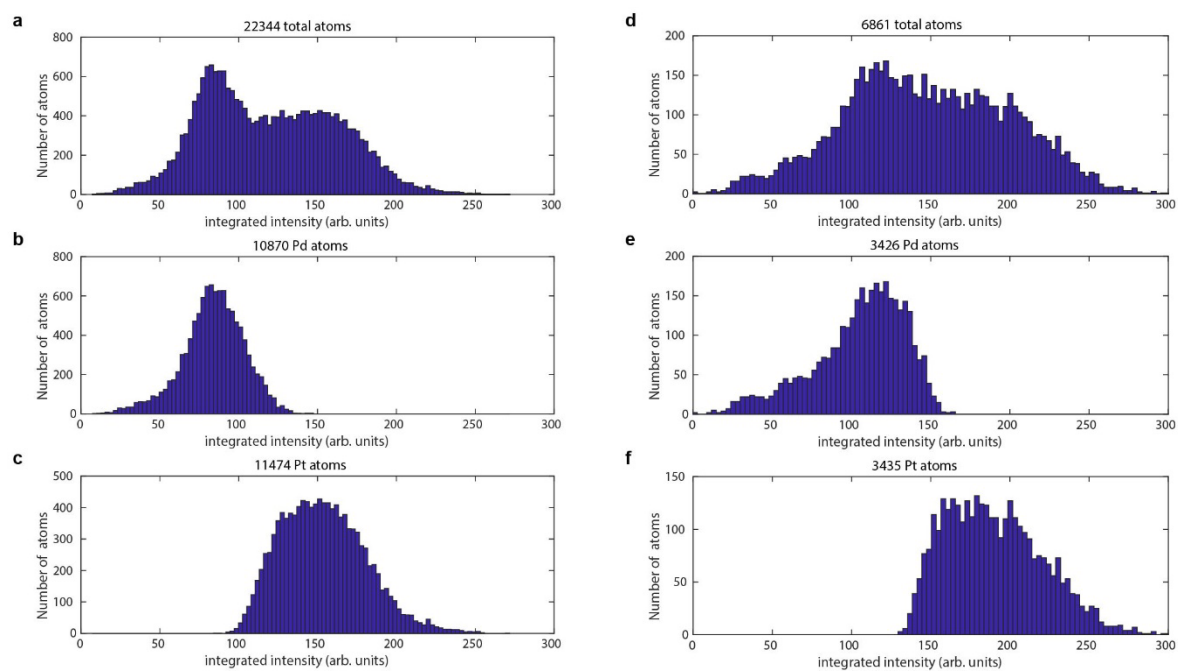 a
22344 total atoms
800
600
400
200
0
Number of atoms
0 50 100 150 200 250 300
integrated intensity (arb. units)
b
10870 Pd atoms
800
600
400
200
0
Number of atoms
0 50 100 150 200 250 300
integrated intensity (arb. units)
c
11474 Pt atoms
500
400
300
200
100
0
Number of atoms
0 50 100 150 200 250 300
integrated intensity (arb. units)
d
6861 total atoms
200
150
100
50
0
Number of atoms
0 50 100 150 200 250 300
integrated intensity (arb. units)
e
3426 Pd atoms
200
150
100
50
0
Number of atoms
0 50 100 150 200 250 300
integrated intensity (arb. units)
f
3435 Pt atoms
150
100
50
0
Number of atoms
0 50 100 150 200 250 300
integrated intensity (arb. units)